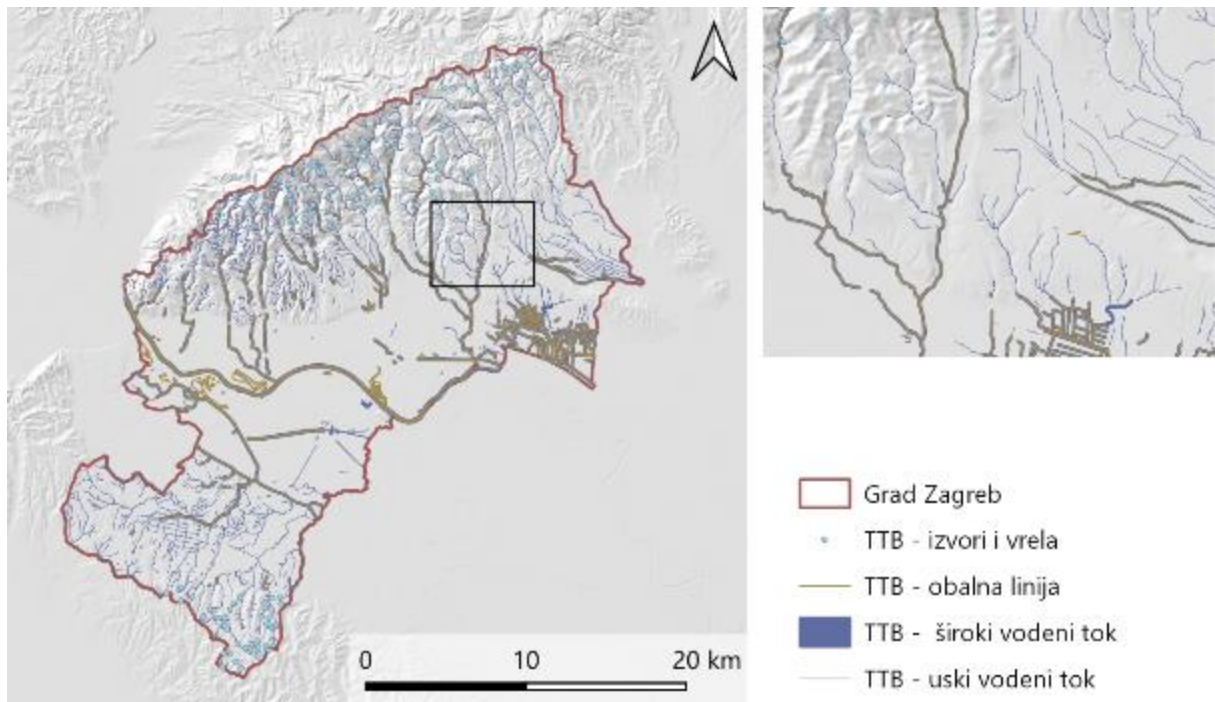 0 10 20 km
Grad Zagreb
TTB - izvori i vrela
TTB - obalna linija
TTB - široki vodeni tok
TTB - uski vodeni tok